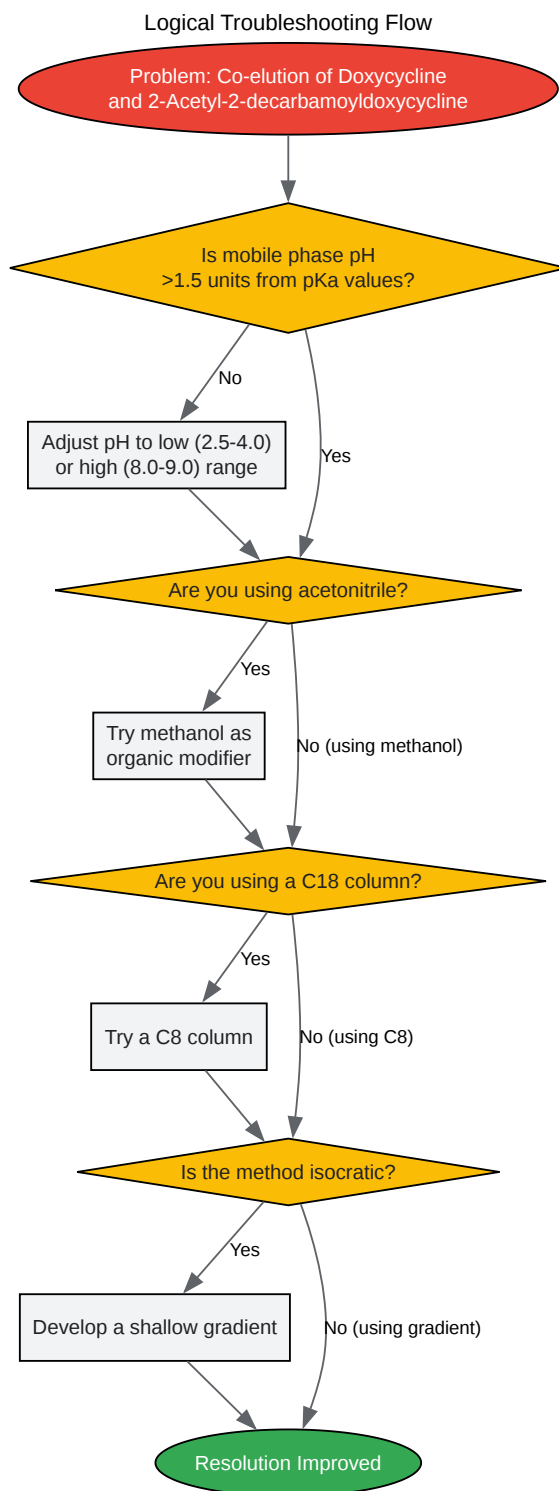 Logical Troubleshooting Flow
Problem: Co-elution of Doxycycline
and 2-Acetyl-2-decarbamoyldoxycycline
Is mobile phase pH
>1.5 units from pKa values?
No
Adjust pH to low (2.5-4.0)
or high (8.0-9.0) range
Yes
Are you using acetonitrile?
Yes
Try methanol as
organic modifier
No (using methanol)
Are you using a C18 column?
Yes
Try a C8 column
No (using C8)
Is the method isocratic?
Yes
Develop a shallow gradient
No (using gradient)
Resolution Improved